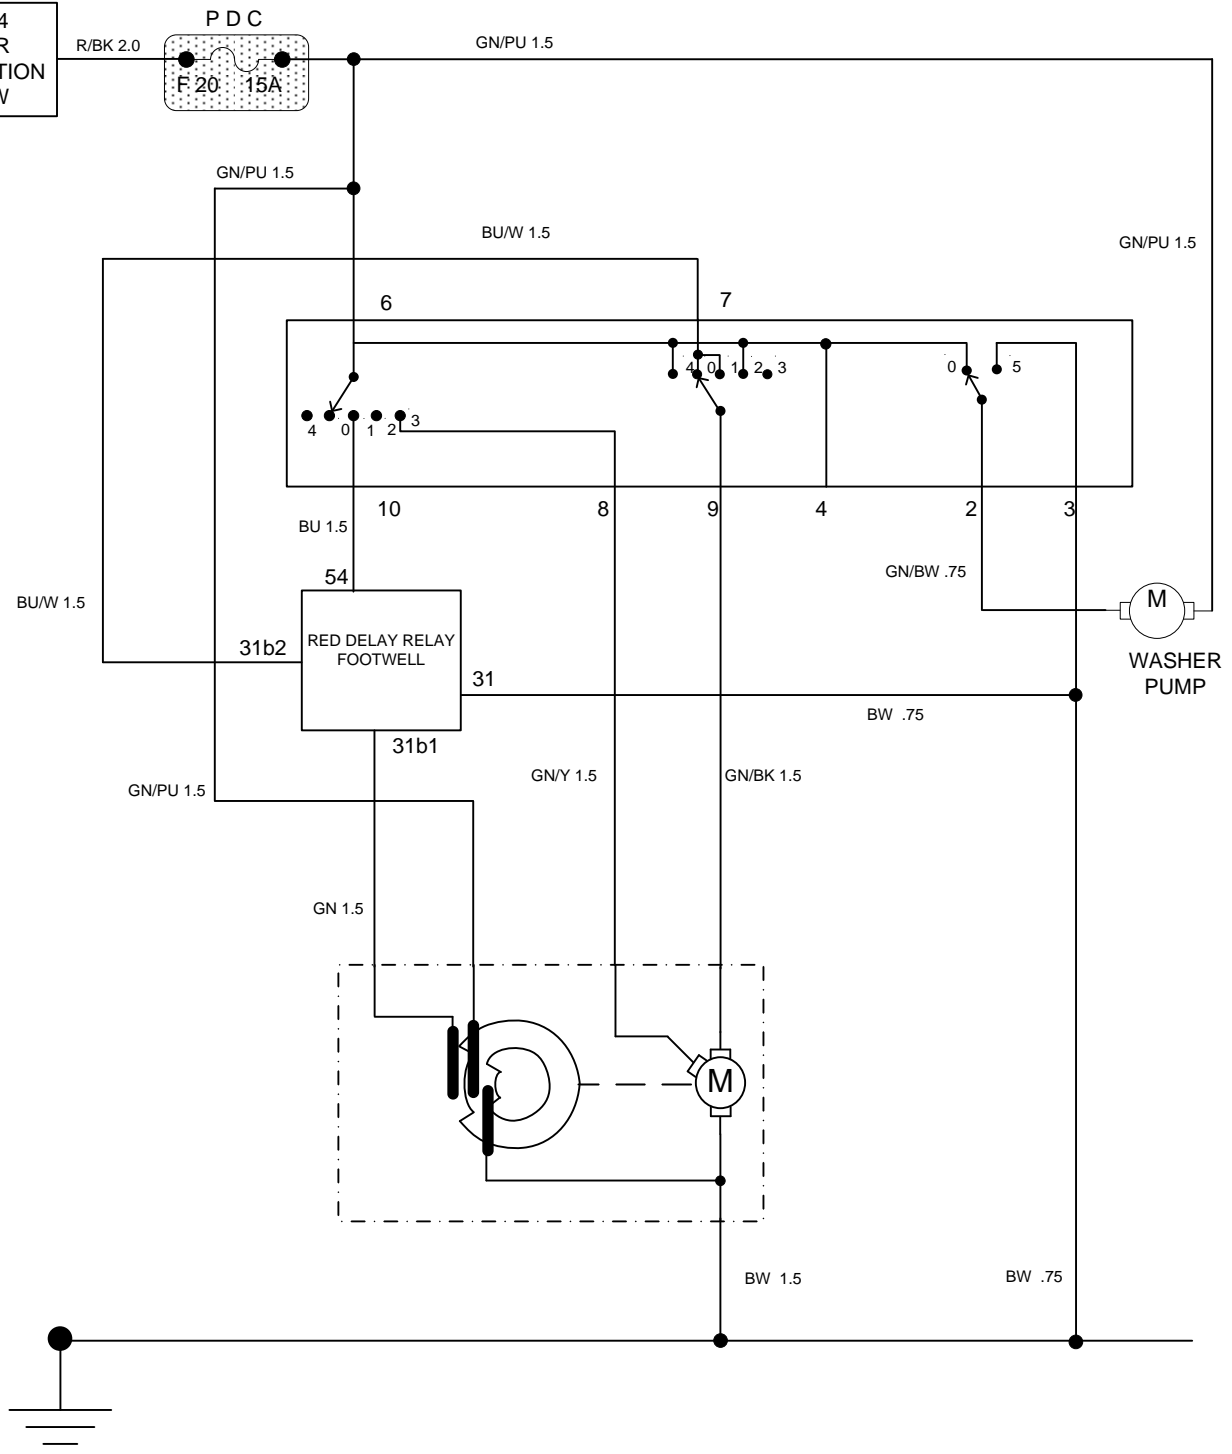 4
R
TION
W
R/BK 2.0
P D C
F 20 15A
GN/PU 1.5
GN/PU 1.5
BU/W 1.5
GN/PU 1.5
6
7
4 0 1 2 3
0 5
4 0 1 2 3
10
8
9
4
2
3
BU 1.5
54
GN/BW .75
M
WASHER
PUMP
BU/W 1.5
31b2
RED DELAY RELAY
FOOTWELL
31
BW .75
31b1
GN/PU 1.5
GN/Y 1.5
GN/BK 1.5
GN 1.5
M
BW 1.5
BW .75